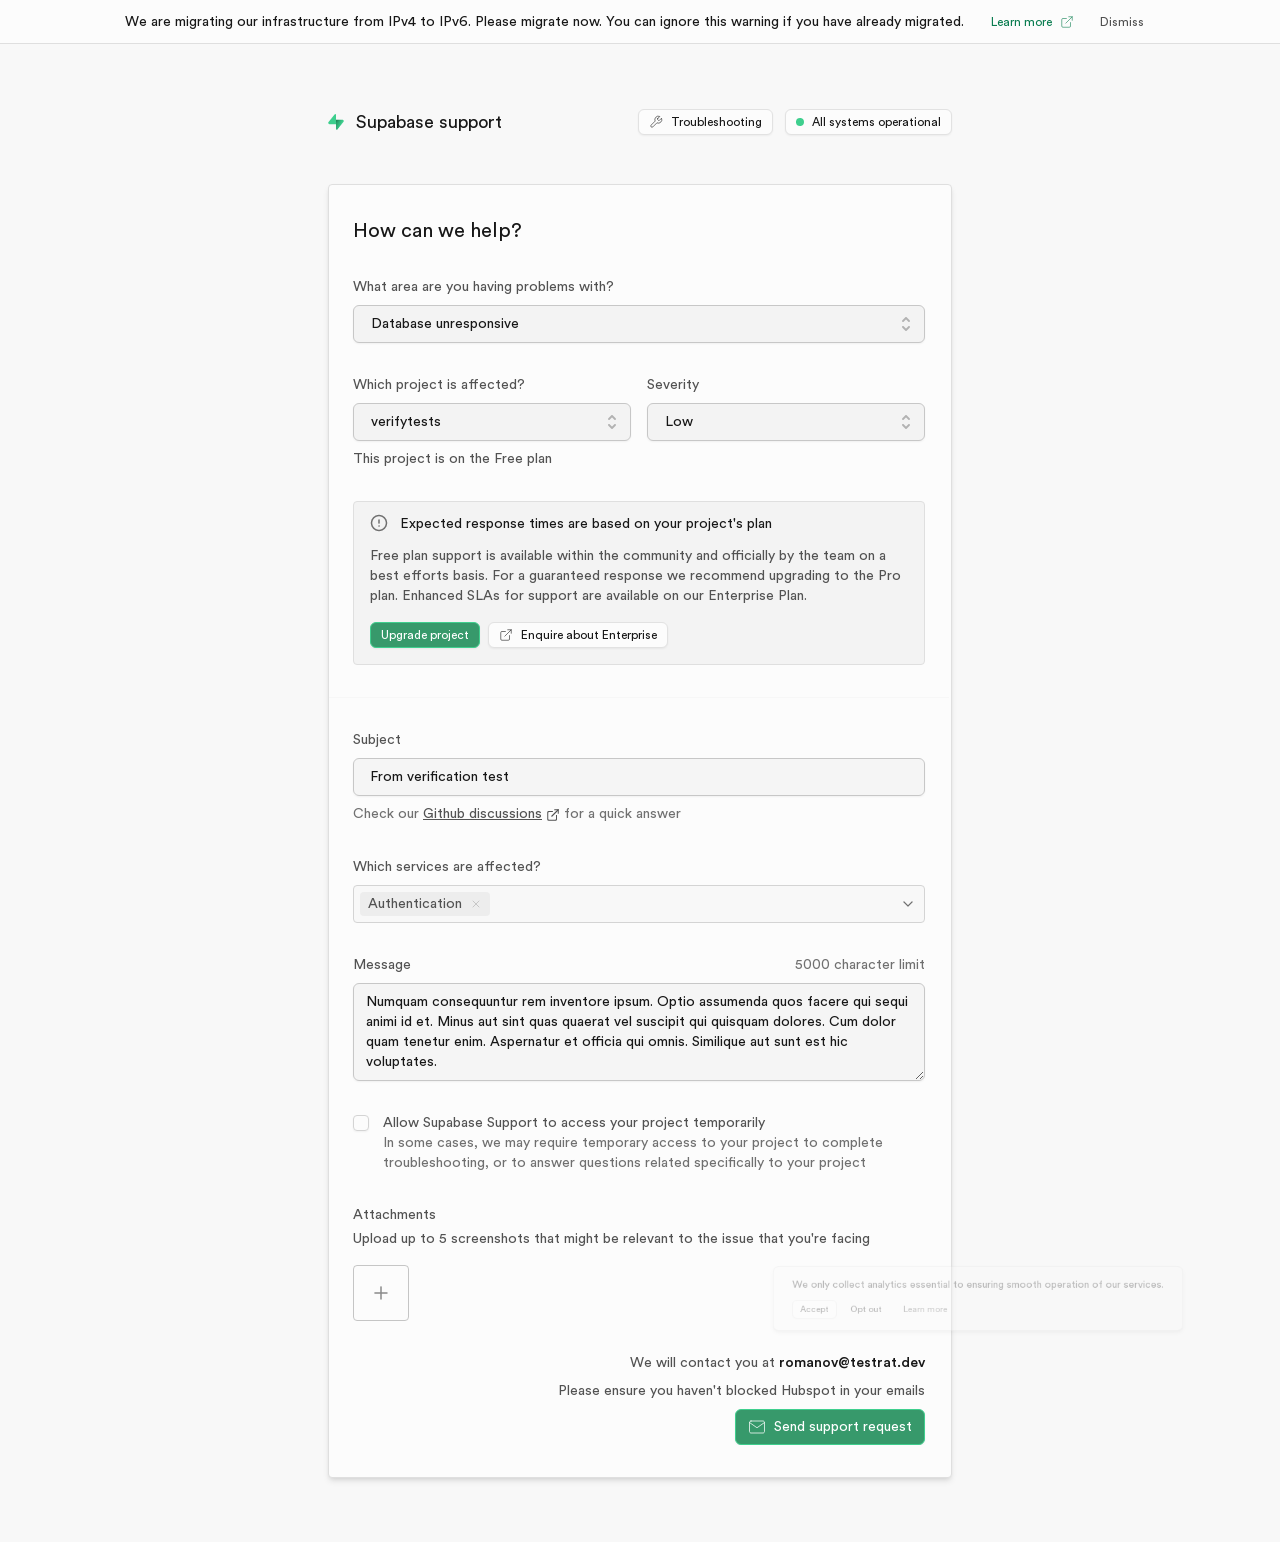 We are migrating our infrastructure from IPv4 to IPv6. Please migrate now. You can ignore this warning if you have already migrated. Learn more Dismiss
Supabase support
Troubleshooting
All systems operational
How can we help?
What area are you having problems with?
Database unresponsive
Which project is affected?
Severity
verifytests
Low
This project is on the Free plan
Expected response times are based on your project's plan
Free plan support is available within the community and officially by the team on a
best efforts basis. For a guaranteed response we recommend upgrading to the Pro
plan. Enhanced SLAs for support are available on our Enterprise Plan.
Upgrade project
Enquire about Enterprise
Subject
From verification test
Check our Github discussions for a quick answer
Which services are affected?
Authentication
Message
5000 character limit
Numquam consequuntur rem inventore ipsum. Optio assumenda quos facere qui sequi
animi id et. Minus aut sint quas quaerat vel suscipit qui quisquam dolores. Cum dolor
quam tenetur enim. Aspernatur et officia qui omnis. Similique aut sunt est hic
voluptates.
Allow Supabase Support to access your project temporarily
In some cases, we may require temporary access to your project to complete
troubleshooting, or to answer questions related specifically to your project
Attachments
Upload up to 5 screenshots that might be relevant to the issue that you're facing
We only collect analytics essential to ensuring smooth operation of our services.
Accept
Opt out
Learn more
We will contact you at romanov@testrat.dev
Please ensure you haven't blocked Hubspot in your emails
Send support request